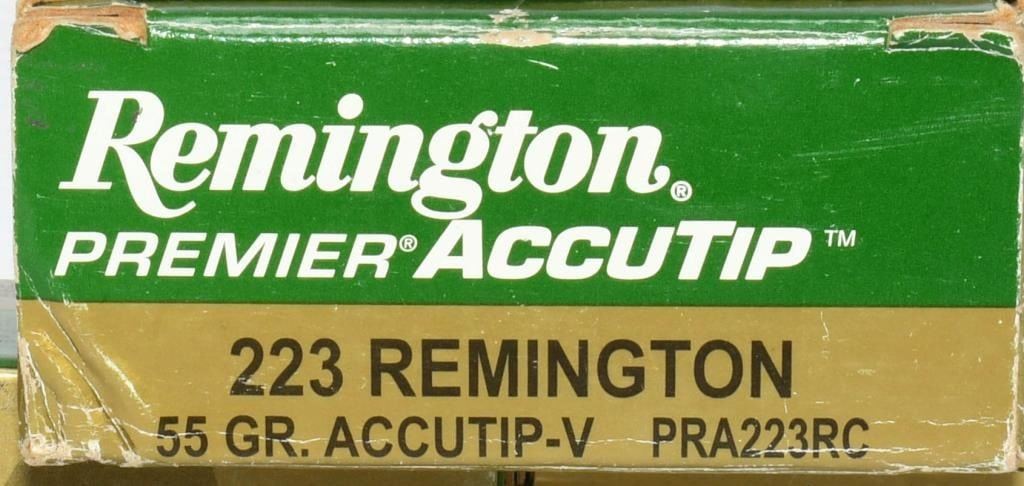 Remington®
PREMIER® ACCUTIP™
223 REMINGTON
55 GR. ACCUTIP-V PRA223RC